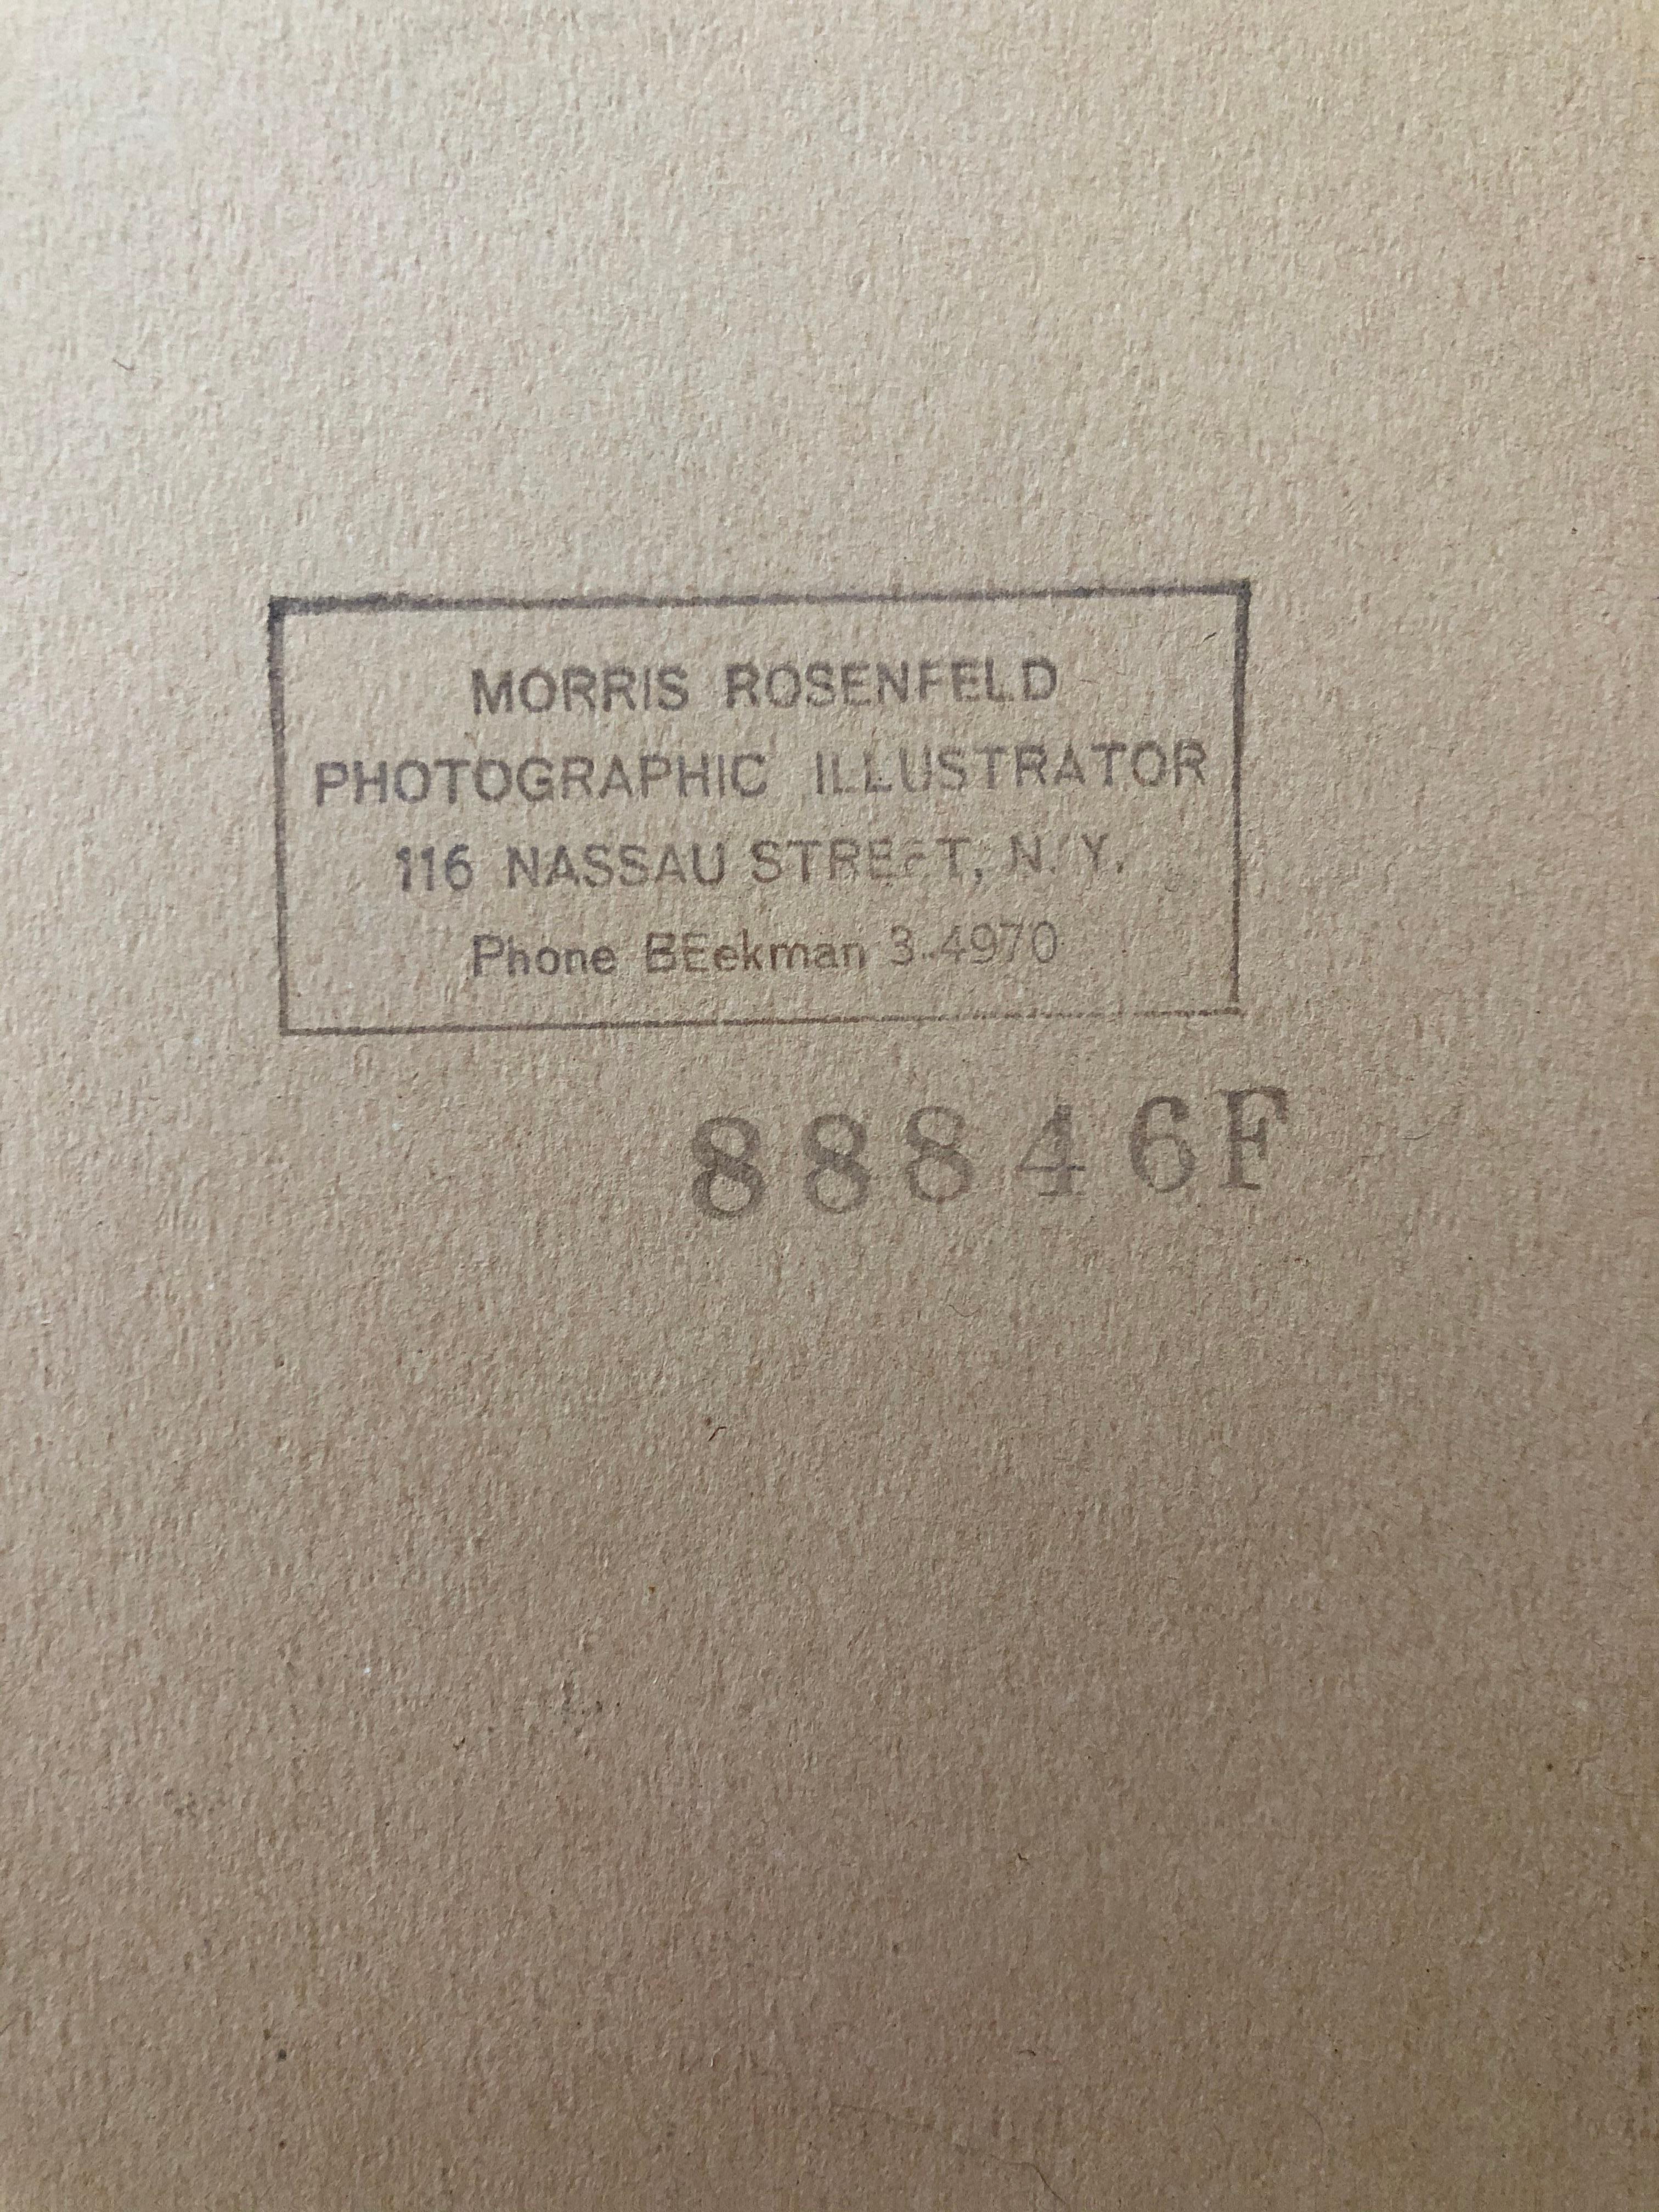 MORRIS ROSENFELD
PHOTOGRAPHIC ILLUSTRATOR
116 NASSAU STREET, N. Y.
Phone BEekman 3-4970
88846F